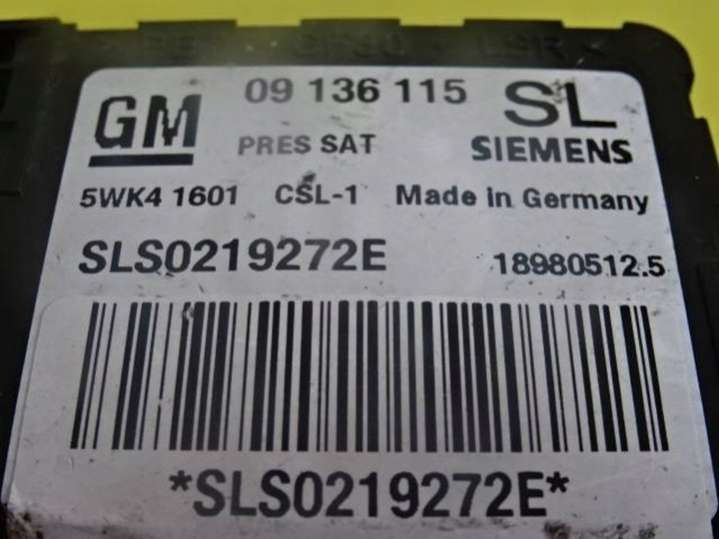 GM 09 136 115 SL
PRES SAT SIEMENS
5WK4 1601 CSL-1 Made in Germany
SLS0219272E 18980512.5
*SLS0219272E*